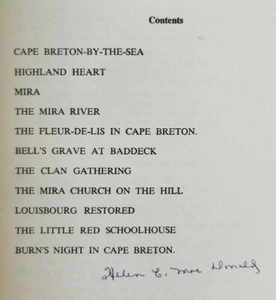 Contents
CAPE BRETON-BY-THE-SEA
HIGHLAND HEART
MIRA
THE MIRA RIVER
THE FLEUR-DE-LIS IN CAPE BRETON.
BELL'S GRAVE AT BADDECK
THE CLAN GATHERING
THE MIRA CHURCH ON THE HILL
LOUISBOURG RESTORED
THE LITTLE RED SCHOOLHOUSE
BURN'S NIGHT IN CAPE BRETON.
Helen C. Mac Donald